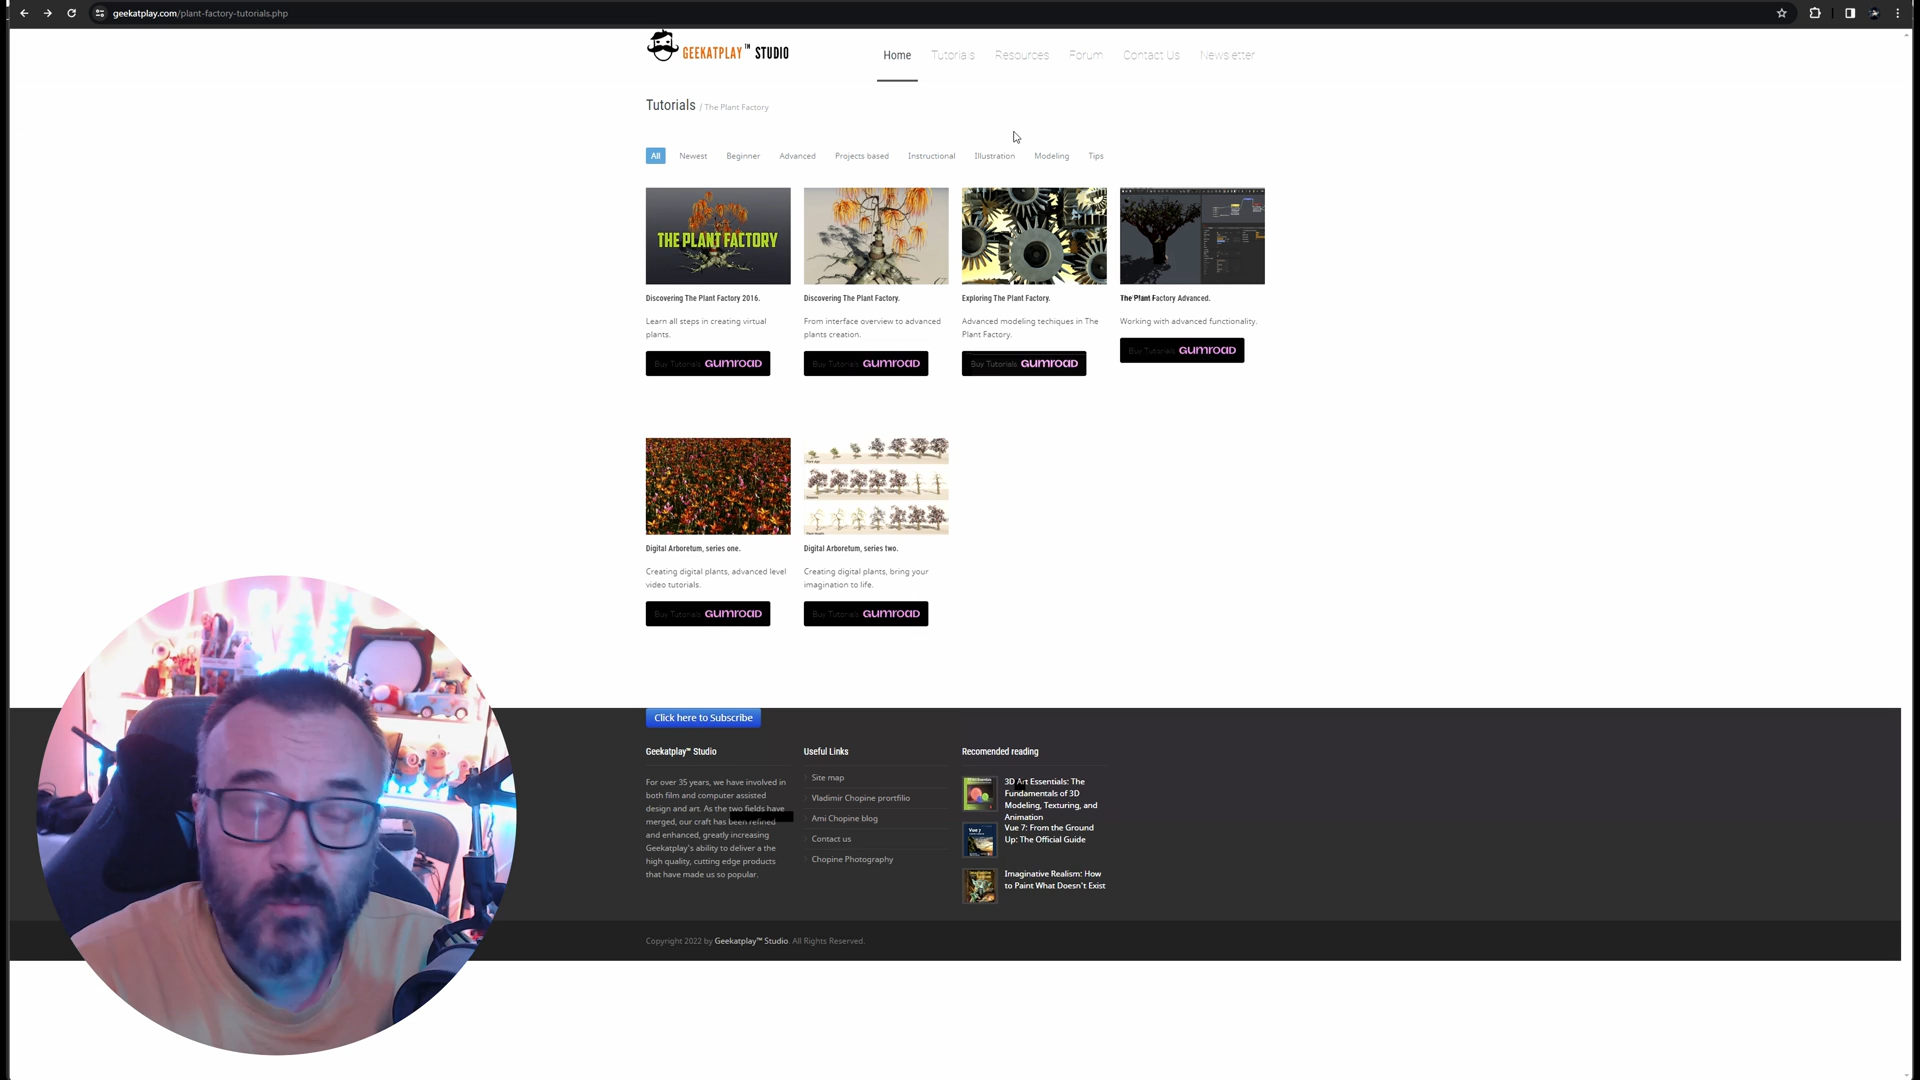 geekatplay.com/plant-factory-tutorials.php
GEEKATPLAY™ STUDIO
Home Tutorials Resources Forum Contact Us Newsletter
Tutorials / The Plant Factory
All Newest Beginner Advanced Projects based Instructional Illustration Modeling Tips
THE PLANT FACTORY
Discovering The Plant Factory 2016.
Learn all steps in creating virtual
plants.
Buy Tutorials GUMROAD
Discovering The Plant Factory.
From interface overview to advanced
plants creation.
Buy Tutorials GUMROAD
Exploring The Plant Factory.
Advanced modeling techiques in The
Plant Factory.
Buy Tutorials GUMROAD
The Plant Factory Advanced.
Working with advanced functionality.
Buy Tutorials GUMROAD
Digital Arboretum, series one.
Creating digital plants, advanced level
video tutorials.
Buy Tutorials GUMROAD
Digital Arboretum, series two.
Creating digital plants, bring your
imagination to life.
Buy Tutorials GUMROAD
Click here to Subscribe
Geekatplay™ Studio
For over 35 years, we have involved in
both film and computer assisted
design and art. As the two fields have
merged, our craft has been refined
and enhanced, greatly increasing
Geekatplay's ability to deliver a the
high quality, cutting edge products
that have made us so popular.
Useful Links
Site map
Vladimir Chopine prortfilio
Ami Chopine blog
Contact us
Chopine Photography
Recomended reading
3D Art Essentials: The
Fundamentals of 3D
Modeling, Texturing, and
Animation
Vue 7: From the Ground
Up: The Official Guide
Imaginative Realism: How
to Paint What Doesn't Exist
Copyright 2022 by Geekatplay™ Studio. All Rights Reserved.